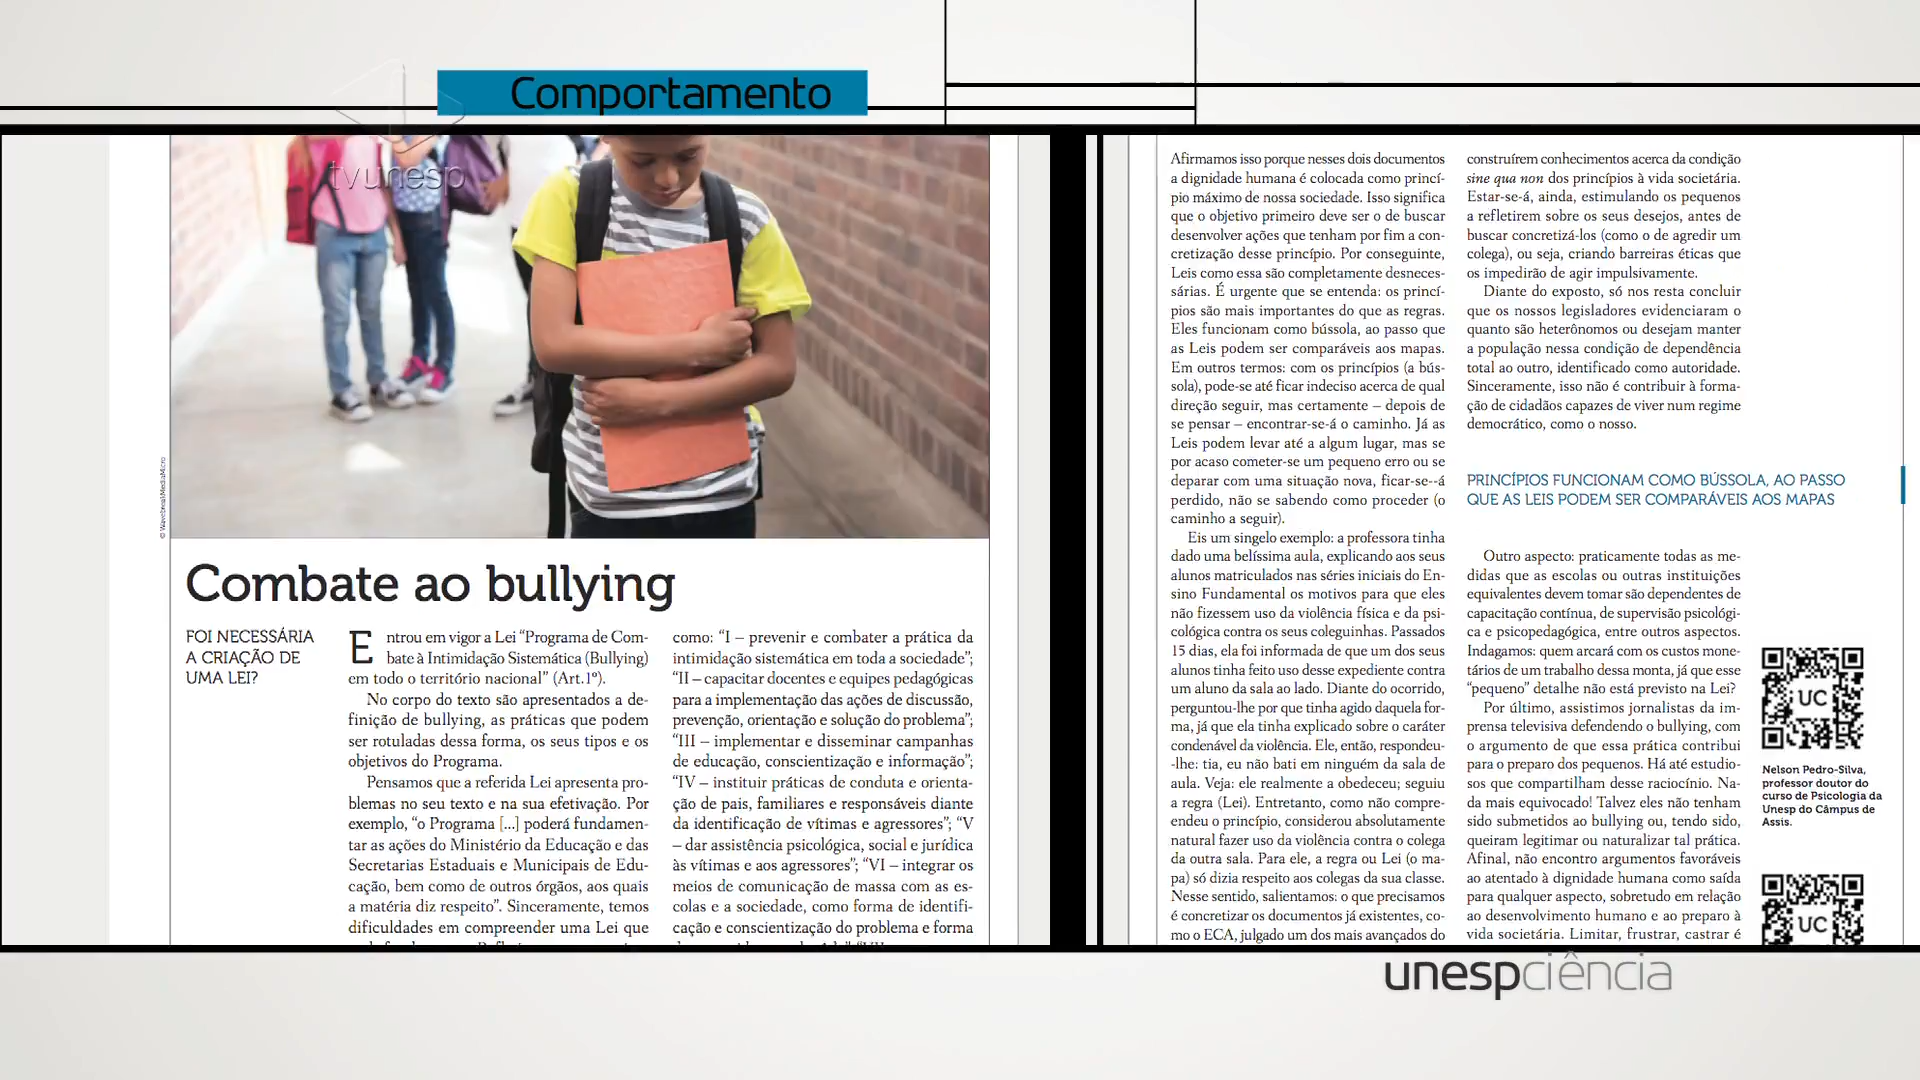 Comportamento
tvunesp
© Wavebreak/MediaMicro
Combate ao bullying
FOI NECESSÁRIA
A CRIAÇÃO DE
UMA LEI?
Entrou em vigor a Lei “Programa de Com-
bate à Intimidação Sistemática (Bullying)
em todo o território nacional” (Art.1º).
No corpo do texto são apresentados a de-
finição de bullying, as práticas que podem
ser rotuladas dessa forma, os seus tipos e os
objetivos do Programa.
Pensamos que a referida Lei apresenta pro-
blemas no seu texto e na sua efetivação. Por
exemplo, “o Programa [...] poderá fundamen-
tar as ações do Ministério da Educação e das
Secretarias Estaduais e Municipais de Edu-
cação, bem como de outros órgãos, aos quais
a matéria diz respeito”. Sinceramente, temos
dificuldades em compreender uma Lei que
como: “I – prevenir e combater a prática da
intimidação sistemática em toda a sociedade”;
“II – capacitar docentes e equipes pedagógicas
para a implementação das ações de discussão,
prevenção, orientação e solução do problema”;
“III – implementar e disseminar campanhas
de educação, conscientização e informação”;
“IV – instituir práticas de conduta e orienta-
ção de pais, familiares e responsáveis diante
da identificação de vítimas e agressores”; “V
– dar assistência psicológica, social e jurídica
às vítimas e aos agressores”; “VI – integrar os
meios de comunicação de massa com as es-
colas e a sociedade, como forma de identifi-
cação e conscientização do problema e forma
Afirmamos isso porque nesses dois documentos
a dignidade humana é colocada como princí-
pio máximo de nossa sociedade. Isso significa
que o objetivo primeiro deve ser o de buscar
desenvolver ações que tenham por fim a con-
cretização desse princípio. Por conseguinte,
Leis como essa são completamente desneces-
sárias. É urgente que se entenda: os princí-
pios são mais importantes do que as regras.
Eles funcionam como bússola, ao passo que
as Leis podem ser comparáveis aos mapas.
Em outros termos: com os princípios (a bús-
sola), pode-se até ficar indeciso acerca de qual
direção seguir, mas certamente – depois de
se pensar – encontrar-se-á o caminho. Já as
Leis podem levar até a algum lugar, mas se
por acaso cometer-se um pequeno erro ou se
deparar com uma situação nova, ficar-se--á
perdido, não se sabendo como proceder (o
caminho a seguir).
Eis um singelo exemplo: a professora tinha
dado uma belíssima aula, explicando aos seus
alunos matriculados nas séries iniciais do En-
sino Fundamental os motivos para que eles
não fizessem uso da violência física e da psi-
cológica contra os seus coleguinhas. Passados
15 dias, ela foi informada de que um dos seus
alunos tinha feito uso desse expediente contra
um aluno da sala ao lado. Diante do ocorrido,
perguntou-lhe por que tinha agido daquela for-
ma, já que ela tinha explicado sobre o caráter
condenável da violência. Ele, então, respondeu-
-lhe: tia, eu não bati em ninguém da sala de
aula. Veja: ele realmente a obedeceu; seguiu
a regra (Lei). Entretanto, como não compre-
endeu o princípio, considerou absolutamente
natural fazer uso da violência contra o colega
da outra sala. Para ele, a regra ou Lei (o ma-
pa) só dizia respeito aos colegas da sua classe.
Nesse sentido, salientamos: o que precisamos
é concretizar os documentos já existentes, co-
mo o ECA, julgado um dos mais avançados do
construírem conhecimentos acerca da condição
sine qua non dos princípios à vida societária.
Estar-se-á, ainda, estimulando os pequenos
a refletirem sobre os seus desejos, antes de
buscar concretizá-los (como o de agredir um
colega), ou seja, criando barreiras éticas que
os impedirão de agir impulsivamente.
Diante do exposto, só nos resta concluir
que os nossos legisladores evidenciaram o
quanto são heterônomos ou desejam manter
a população nessa condição de dependência
total ao outro, identificado como autoridade.
Sinceramente, isso não é contribuir à forma-
ção de cidadãos capazes de viver num regime
democrático, como o nosso.
PRINCÍPIOS FUNCIONAM COMO BÚSSOLA, AO PASSO
QUE AS LEIS PODEM SER COMPARÁVEIS AOS MAPAS
Outro aspecto: praticamente todas as me-
didas que as escolas ou outras instituições
equivalentes devem tomar são dependentes de
capacitação contínua, de supervisão psicológi-
ca e psicopedagógica, entre outros aspectos.
Indagamos: quem arcará com os custos mone-
tários de um trabalho dessa monta, já que esse
“pequeno” detalhe não está previsto na Lei?
Por último, assistimos jornalistas da im-
prensa televisiva defendendo o bullying, com
o argumento de que essa prática contribui
para o preparo dos pequenos. Há até estudio-
sos que compartilham desse raciocínio. Na-
da mais equivocado! Talvez eles não tenham
sido submetidos ao bullying ou, tendo sido,
queiram legitimar ou naturalizar tal prática.
Afinal, não encontro argumentos favoráveis
ao atentado à dignidade humana como saída
para qualquer aspecto, sobretudo em relação
ao desenvolvimento humano e ao preparo à
vida societária. Limitar, frustrar, castrar é
UC
Nelson Pedro-Silva,
professor doutor do
curso de Psicologia da
Unesp do Câmpus de
Assis.
UC
unespciência